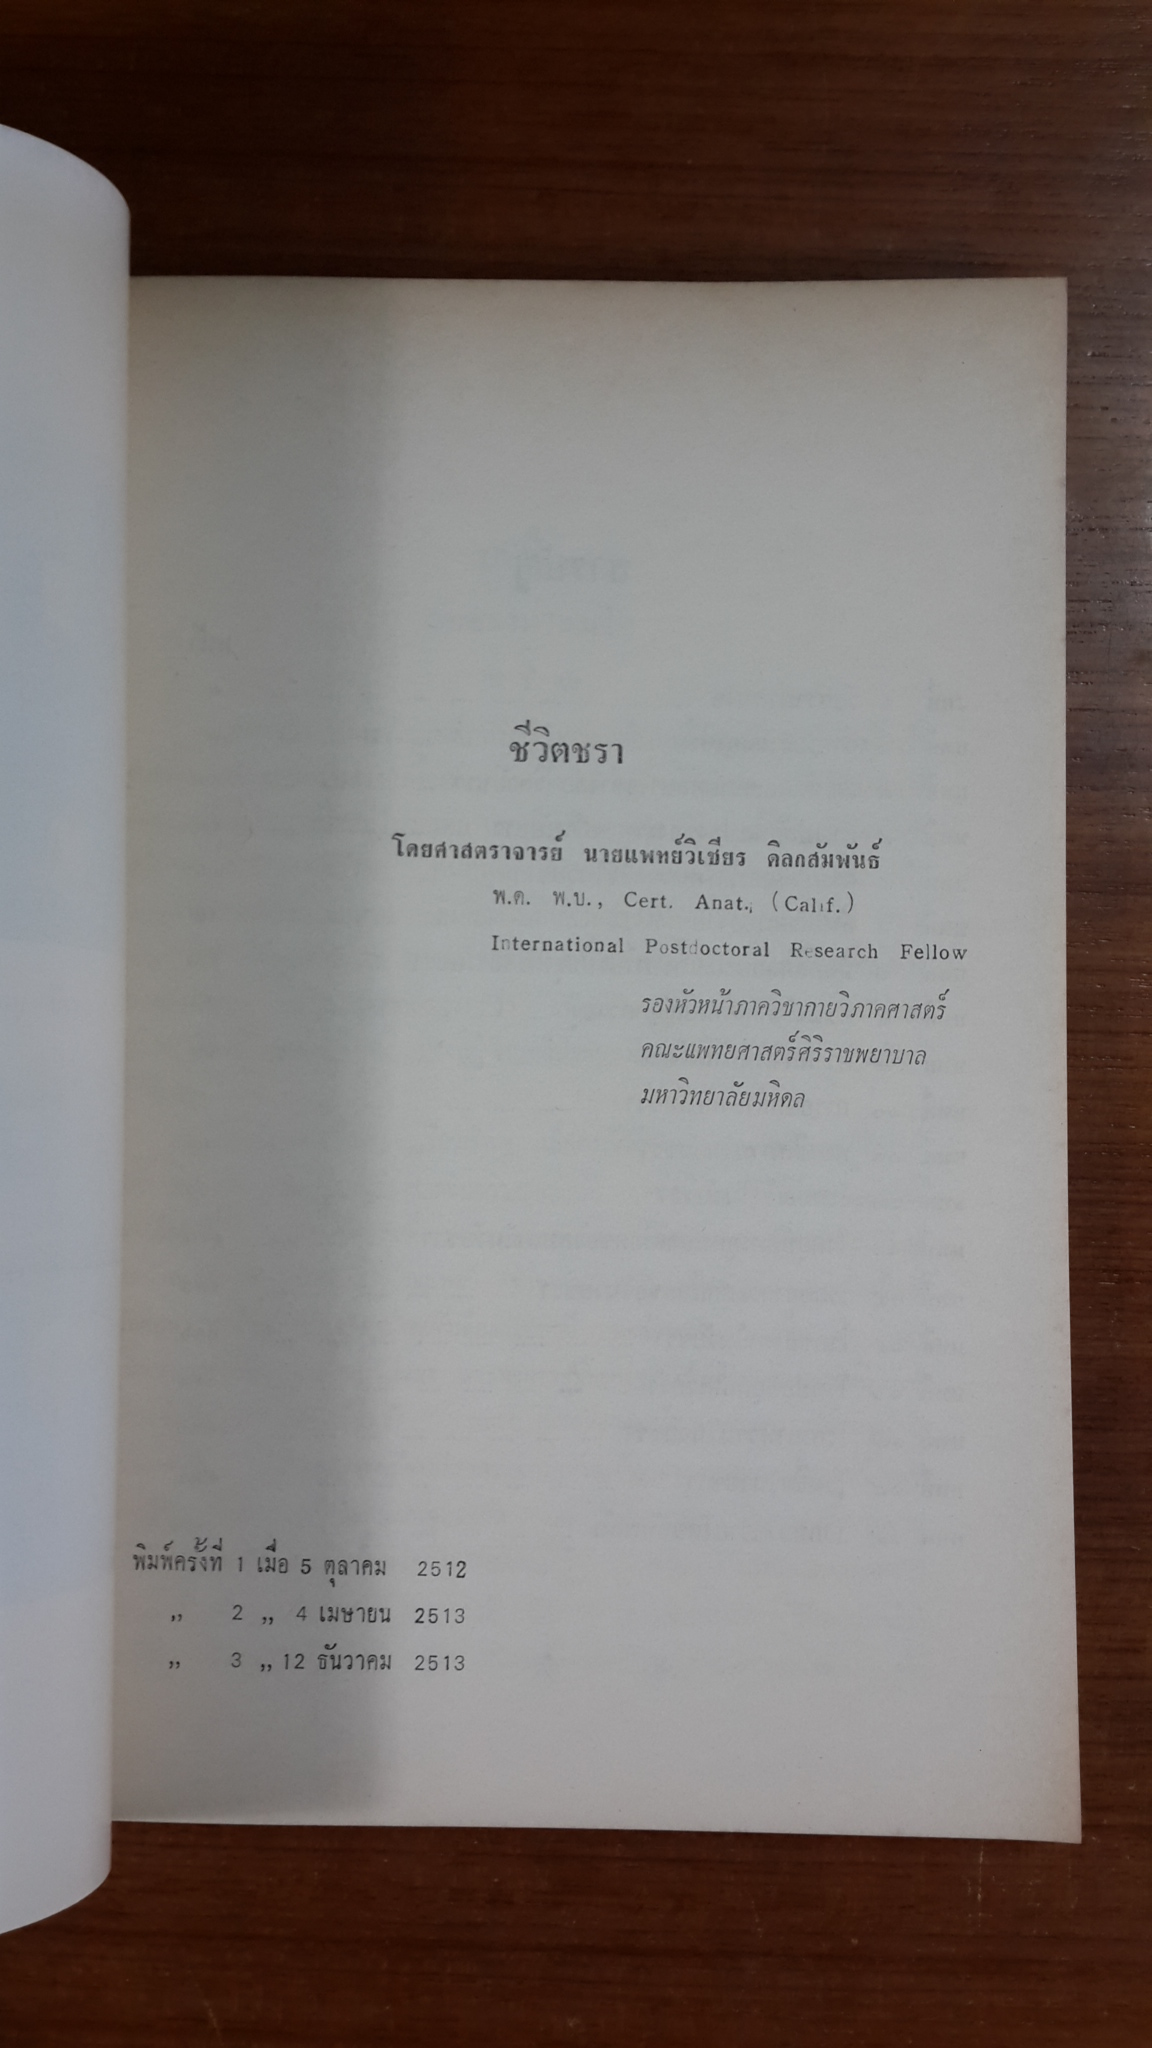 ชีวิตชรา
โดยศาสตราจารย์ นายแพทย์วิเชียร ดิลกสัมพันธ์
พ.ด. พ.บ., Cert. Anat., (Calif.)
International Postdoctoral Research Fellow
รองหัวหน้าภาควิชากายวิภาคศาสตร์
คณะแพทยศาสตร์ศิริราชพยาบาล
มหาวิทยาลัยมหิดล
พิมพ์ครั้งที่ 1 เมื่อ 5 ตุลาคม 2512
,, 2 ,, 4 เมษายน 2513
,, 3 ,, 12 ธันวาคม 2513